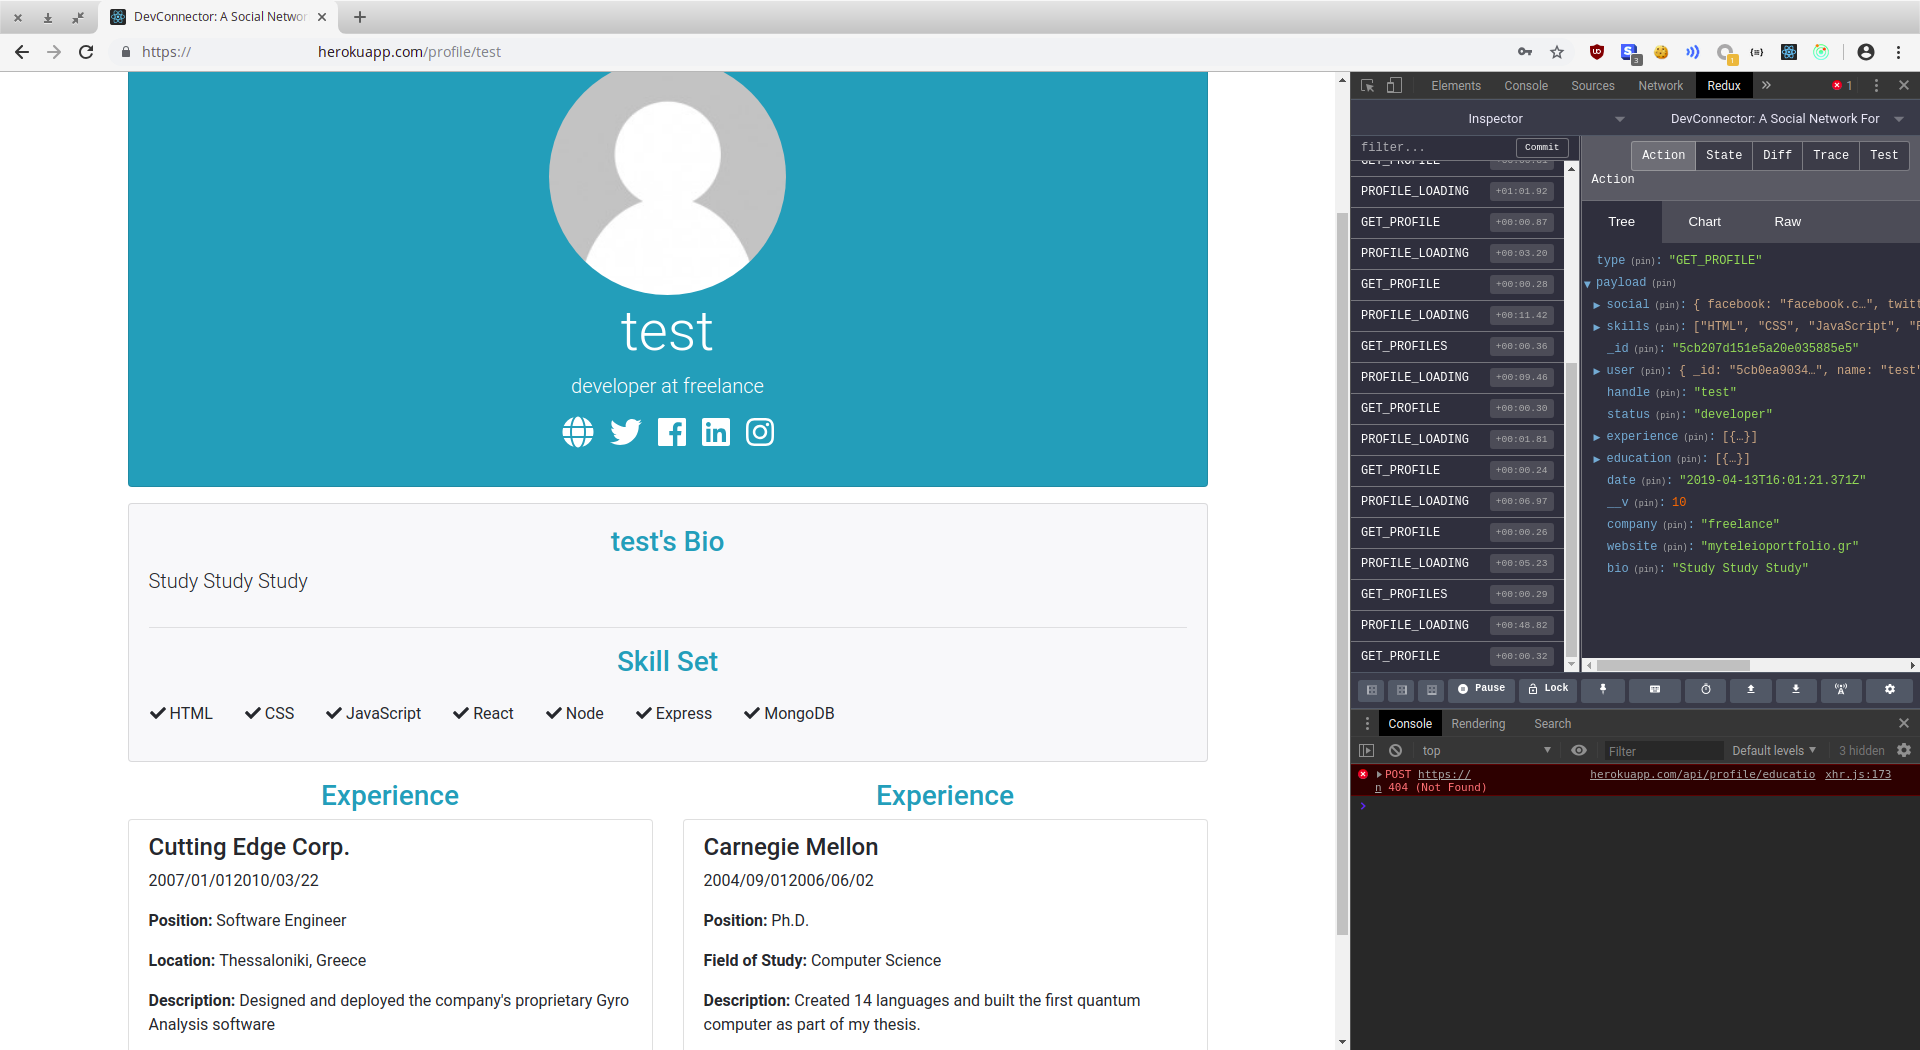 DevConnector: A Social Networ
https:// herokuapp.com/profile/test
3
1
test
developer at freelance
test's Bio
Study Study Study
Skill Set
HTML CSS JavaScript React Node Express MongoDB
Experience
Cutting Edge Corp.
2007/01/012010/03/22
Position: Software Engineer
Location: Thessaloniki, Greece
Description: Designed and deployed the company's proprietary Gyro
Analysis software
Experience
Carnegie Mellon
2004/09/012006/06/02
Position: Ph.D.
Field of Study: Computer Science
Description: Created 14 languages and built the first quantum
computer as part of my thesis.
Elements Console Sources Network Redux » 1
Inspector DevConnector: A Social Network For
filter... Commit
GET_PROFILE
PROFILE_LOADING +01:01.92
GET_PROFILE +00:00.87
PROFILE_LOADING +00:03.20
GET_PROFILE +00:00.28
PROFILE_LOADING +00:11.42
GET_PROFILES +00:00.36
PROFILE_LOADING +00:09.46
GET_PROFILE +00:00.30
PROFILE_LOADING +00:01.81
GET_PROFILE +00:00.24
PROFILE_LOADING +00:06.97
GET_PROFILE +00:00.26
PROFILE_LOADING +00:05.23
GET_PROFILES +00:00.29
PROFILE_LOADING +00:48.82
GET_PROFILE +00:00.32
Action State Diff Trace Test
Action
Tree Chart Raw
type (pin): "GET_PROFILE"
payload (pin)
social (pin): { facebook: "facebook.c…", twitt
skills (pin): ["HTML", "CSS", "JavaScript", "R
_id (pin): "5cb207d151e5a20e035885e5"
user (pin): { _id: "5cb0ea9034…", name: "test"
handle (pin): "test"
status (pin): "developer"
experience (pin): [{…}]
education (pin): [{…}]
date (pin): "2019-04-13T16:01:21.371Z"
__v (pin): 10
company (pin): "freelance"
website (pin): "myteleioportfolio.gr"
bio (pin): "Study Study Study"
Pause Lock
Console Rendering Search
top Filter Default levels 3 hidden
POST https:// herokuapp.com/api/profile/educatio xhr.js:173
n 404 (Not Found)